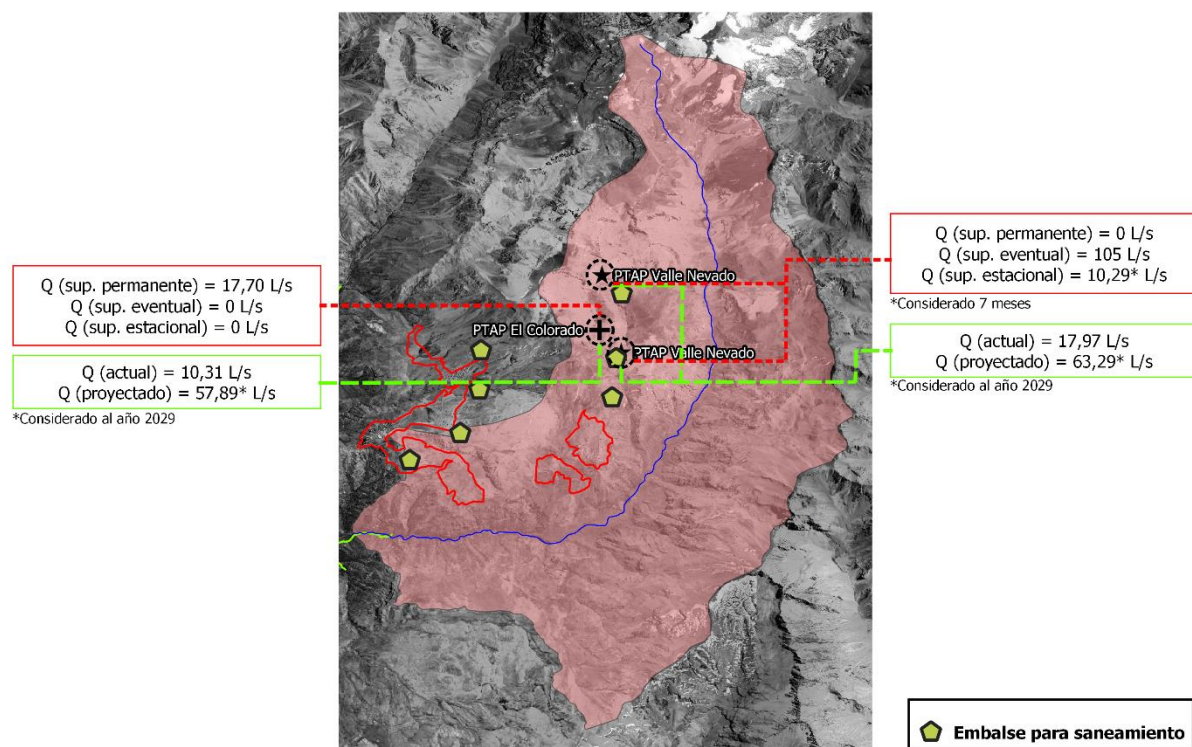 Q (sup. permanente) = 17,70 L/s
Q (sup. eventual) = 0 L/s
Q (sup. estacional) = 0 L/s
Q (actual) = 10,31 L/s
Q (proyectado) = 57,89* L/s
*Considerado al año 2029
PTAP Valle Nevado
PTAP El Colorado
PTAP Valle Nevado
Q (sup. permanente) = 0 L/s
Q (sup. eventual) = 105 L/s
Q (sup. estacional) = 10,29* L/s
*Considerado 7 meses
Q (actual) = 17,97 L/s
Q (proyectado) = 63,29* L/s
*Considerado al año 2029
Embalse para saneamiento